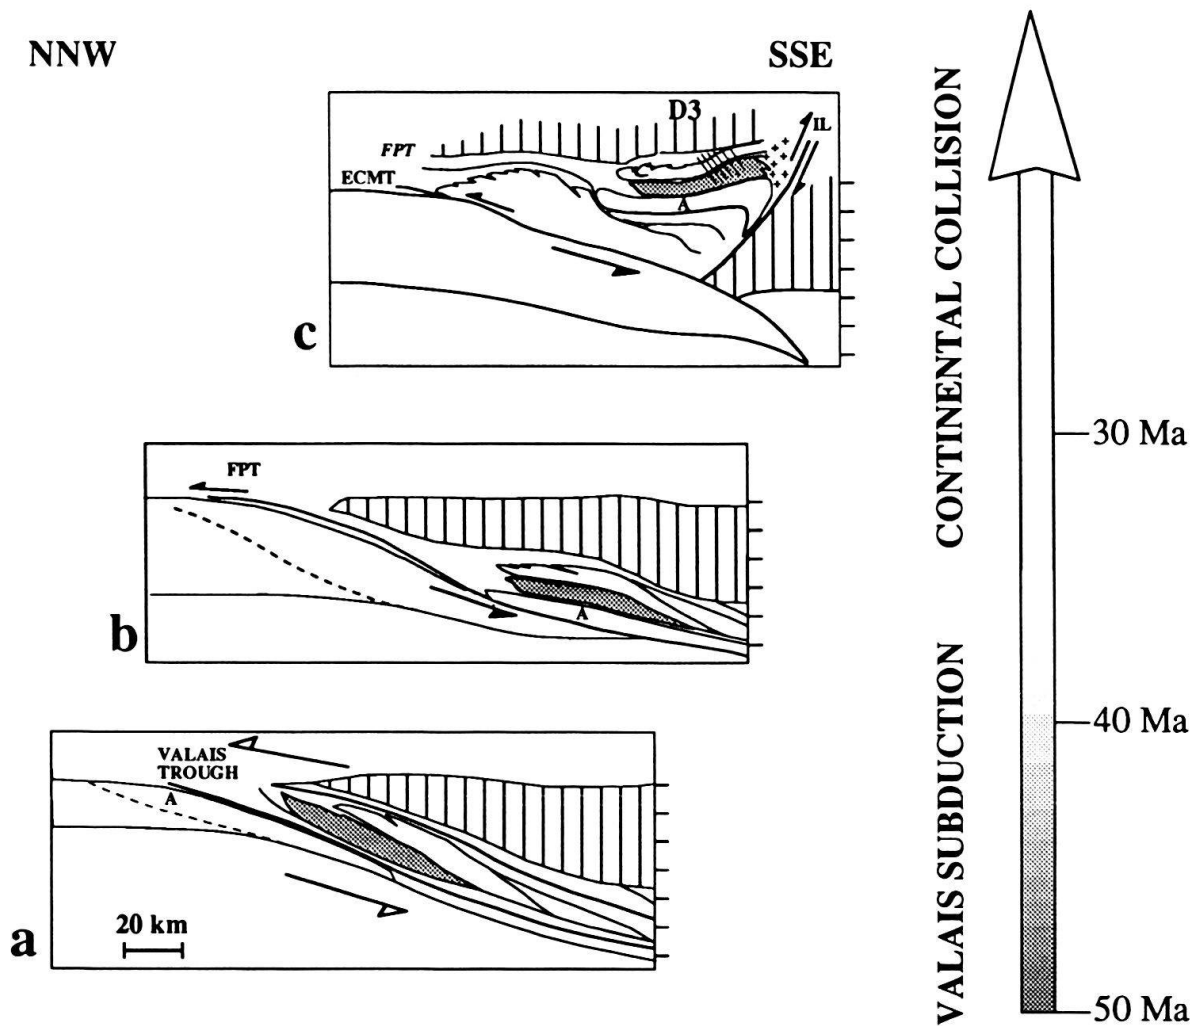 NNW
SSE
D3
IL
FPT
ECMT
A
c
FPT
A
b
VALAIS
TROUGH
A
20 km
a
CONTINENTAL COLLISION
VALAIS SUBDUCTION
30 Ma
40 Ma
50 Ma